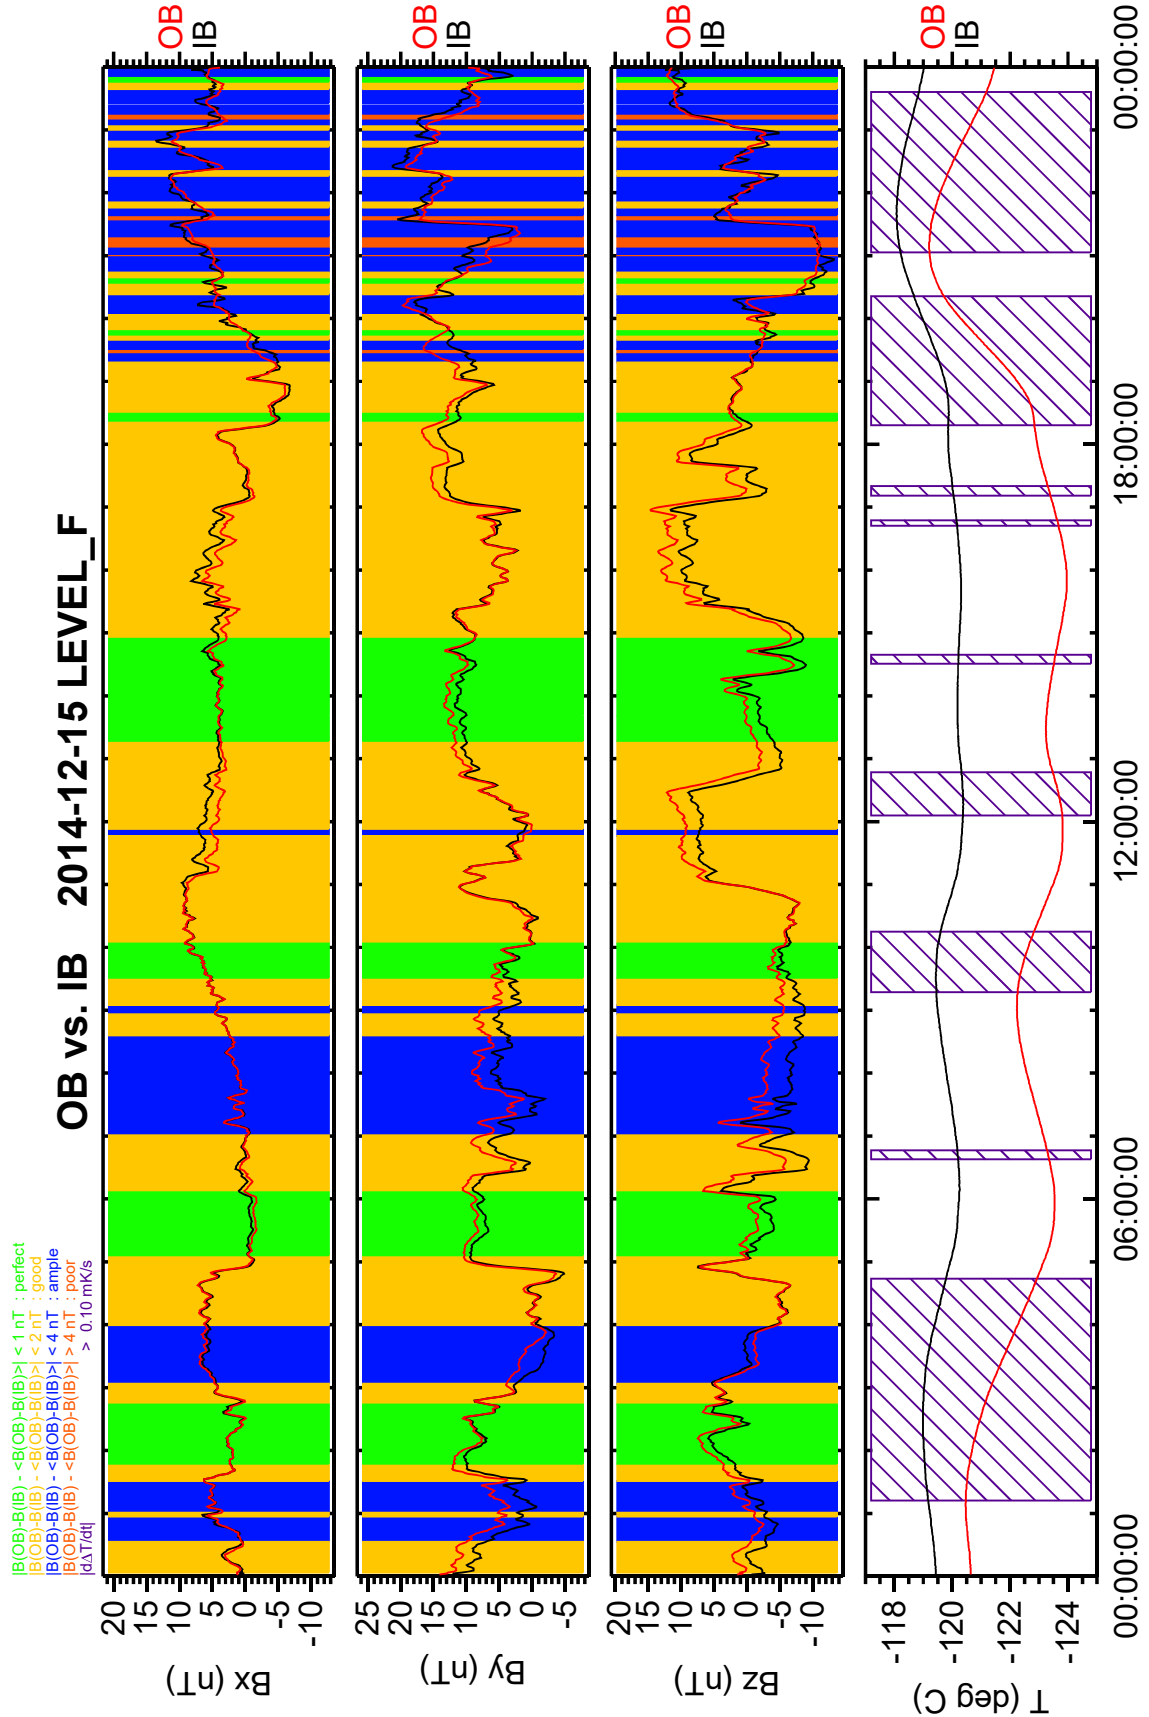 |B(OB)-B(IB) - <B(OB)-B(IB)>| < 1 nT : perfect
|B(OB)-B(IB) - <B(OB)-B(IB)>| < 2 nT : good
|B(OB)-B(IB) - <B(OB)-B(IB)>| < 4 nT : ample
|B(OB)-B(IB) - <B(OB)-B(IB)>| > 4 nT : poor
|dΔT/dt| > 0.10 mK/s
OB vs. IB 2014-12-15 LEVEL_F
Bx (nT)
20
15
10
5
0
-5
-10
OB
IB
By (nT)
25
20
15
10
5
0
-5
OB
IB
Bz (nT)
20
15
10
5
0
-5
-10
OB
IB
T (deg C)
-118
-120
-122
-124
OB
IB
00:00:00
06:00:00
12:00:00
18:00:00
00:00:00